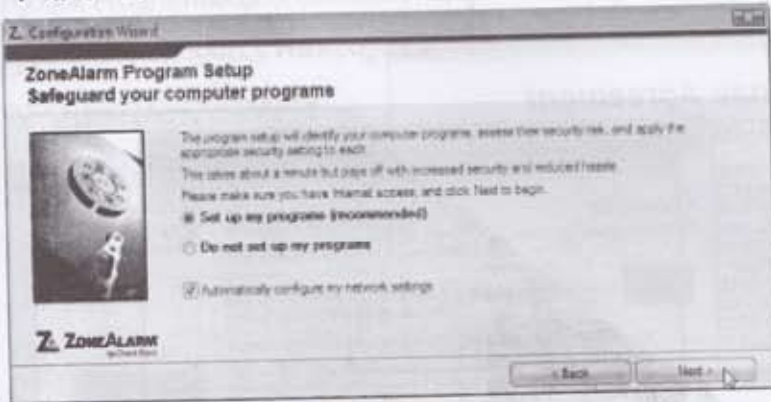 Z. Configuration Wizard
ZoneAlarm Program Setup
Safeguard your computer programs
The program setup will identify your computer programs, assess their security risk, and apply the
appropriate security setting to each.
This takes about a minute but pays off with increased security and reduced hassle.
Please make sure you have Internet access, and click Next to begin.
Set up my programs (recommended)
Do not set up my programs
Automatically configure my network settings
Z. ZONEALARM
by Check Point
< Back
Next >